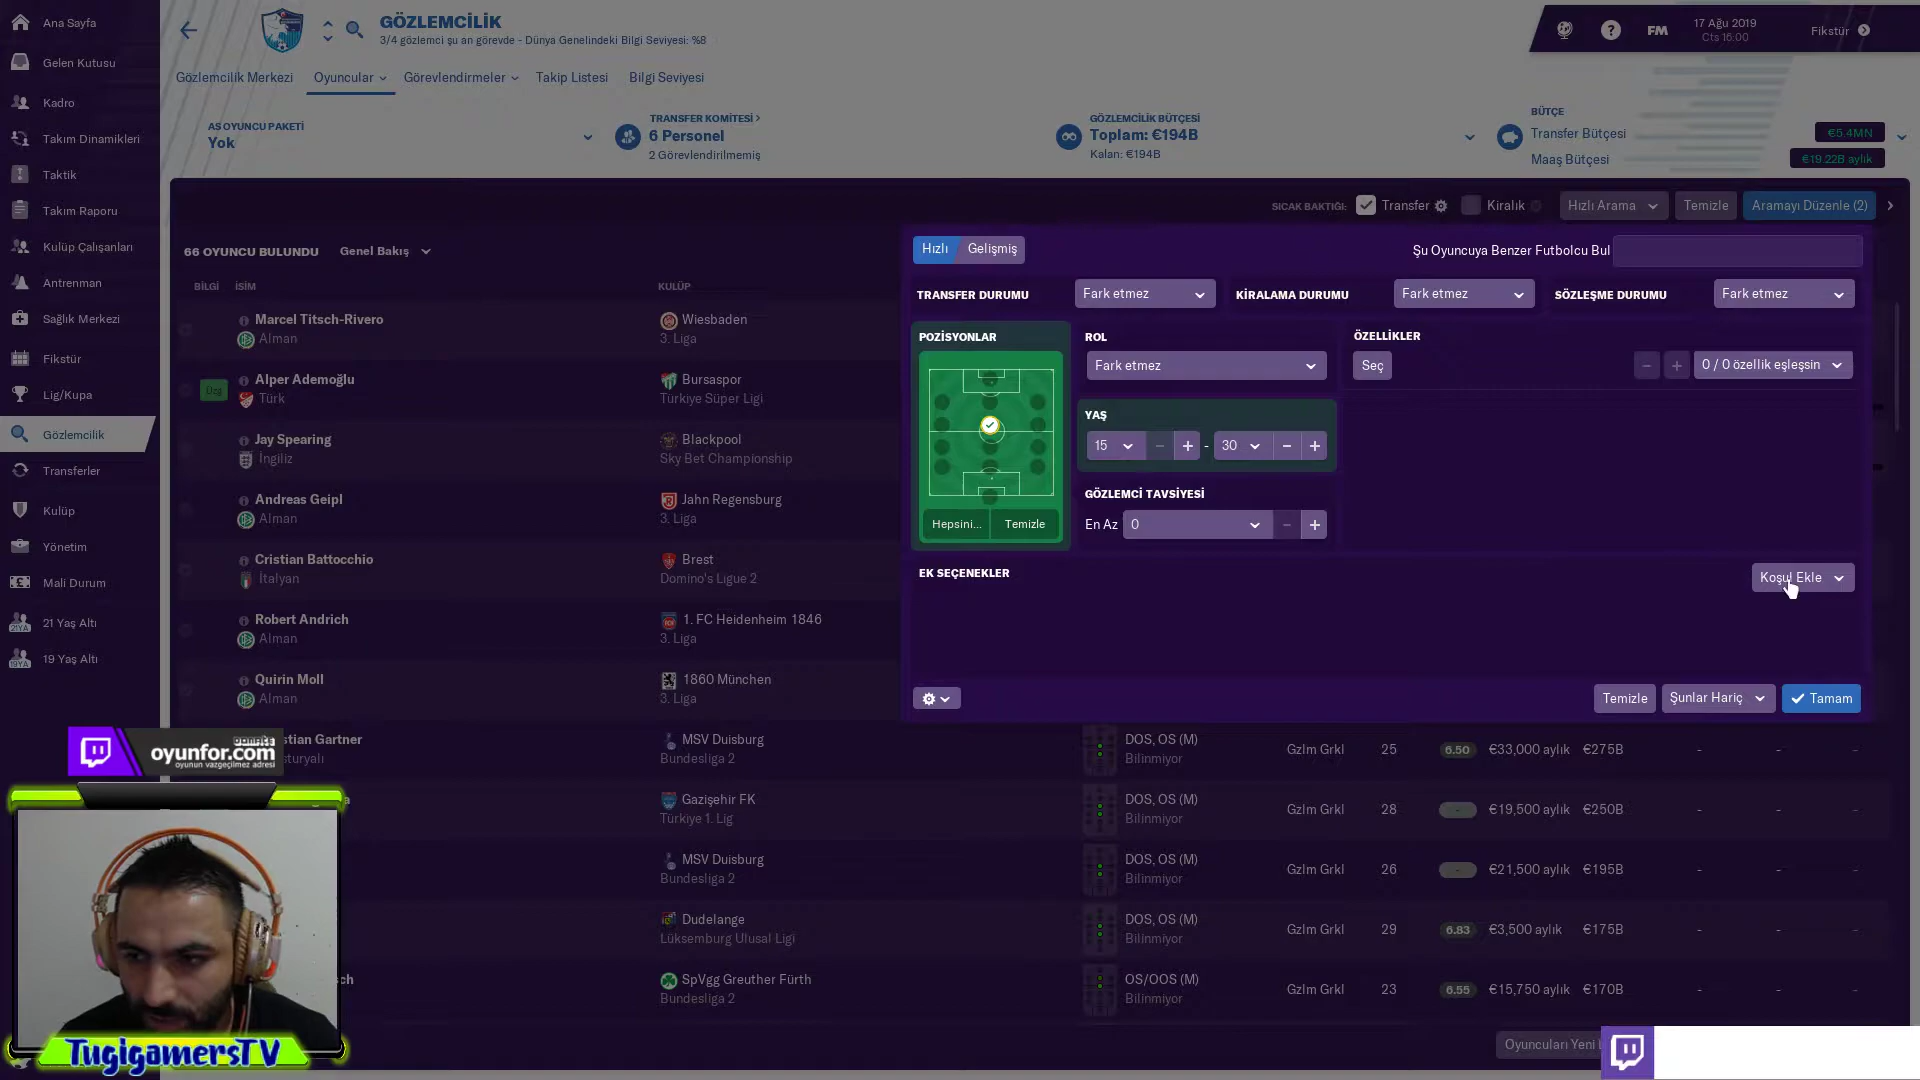 Ana Sayfa
Gelen Kutusu
Kadro
Takım Dinamikleri
Taktik
Takım Raporu
Kulüp Çalışanları
Antrenman
Sağlık Merkezi
Fikstür
Lig/Kupa
Gözlemcilik
Transferler
Kulüp
Yönetim
Mali Durum
21 Yaş Altı
19 Yaş Altı
GÖZLEMCİLİK
3/4 gözlemci şu an görevde - Dünya Genelindeki Bilgi Seviyesi: %8
FM
17 Ağu 2019
Cts 16:00
Fikstür
Gözlemcilik Merkezi
Oyuncular
Görevlendirmeler
Takip Listesi
Bilgi Seviyesi
AS OYUNCU PAKETİ
Yok
TRANSFER KOMİTESİ >
6 Personel
2 Görevlendirilmemiş
GÖZLEMCİLİK BÜTÇESİ
Toplam: €194B
Kalan: €194B
BÜTÇE
Transfer Bütçesi
€5.4MN
Maaş Bütçesi
€19.22B aylık
SICAK BAKTIĞI:
Transfer
Kiralık
Hızlı Arama
Temizle
Aramayı Düzenle (2)
66 OYUNCU BULUNDU
Genel Bakış
Hızlı
Gelişmiş
Şu Oyuncuya Benzer Futbolcu Bul
BİLGİ
İSİM
KULÜP
TRANSFER DURUMU
Fark etmez
KİRALAMA DURUMU
Fark etmez
SÖZLEŞME DURUMU
Fark etmez
POZİSYONLAR
Hepsini...
Temizle
ROL
Fark etmez
ÖZELLİKLER
Seç
0 / 0 özellik eşleşsin
YAŞ
15
-
30
GÖZLEMCİ TAVSİYESİ
En Az
0
EK SEÇENEKLER
Koşul Ekle
Temizle
Şunlar Hariç
Tamam
Marcel Titsch-Rivero
Alman
Wiesbaden
3. Liga
Alper Ademoğlu
Türk
Bursaspor
Türkiye Süper Ligi
Jay Spearing
İngiliz
Blackpool
Sky Bet Championship
Andreas Geipl
Alman
Jahn Regensburg
3. Liga
Cristian Battocchio
İtalyan
Brest
Domino's Ligue 2
Robert Andrich
Alman
1. FC Heidenheim 1846
3. Liga
Quirin Moll
Alman
1860 München
3. Liga
stian Gartner
sturyalı
MSV Duisburg
Bundesliga 2
DOS, OS (M)
Bilinmiyor
Gzlm Grkl
25
6.50
€33,000 aylık
€275B
-
-
-
Gazişehir FK
Türkiye 1. Lig
DOS, OS (M)
Bilinmiyor
Gzlm Grkl
28
-
€19,500 aylık
€250B
-
-
-
MSV Duisburg
Bundesliga 2
DOS, OS (M)
Bilinmiyor
Gzlm Grkl
26
-
€21,500 aylık
€195B
-
-
-
Dudelange
Lüksemburg Ulusal Ligi
DOS, OS (M)
Bilinmiyor
Gzlm Grkl
29
6.83
€3,500 aylık
€175B
-
-
-
sch
SpVgg Greuther Fürth
Bundesliga 2
OS/OOS (M)
Bilinmiyor
Gzlm Grkl
23
6.55
€15,750 aylık
€170B
-
-
-
Oyuncuları Yeni
DONATE
oyunfor.com
oyunun vazgeçilmez adresi
TugigamersTV